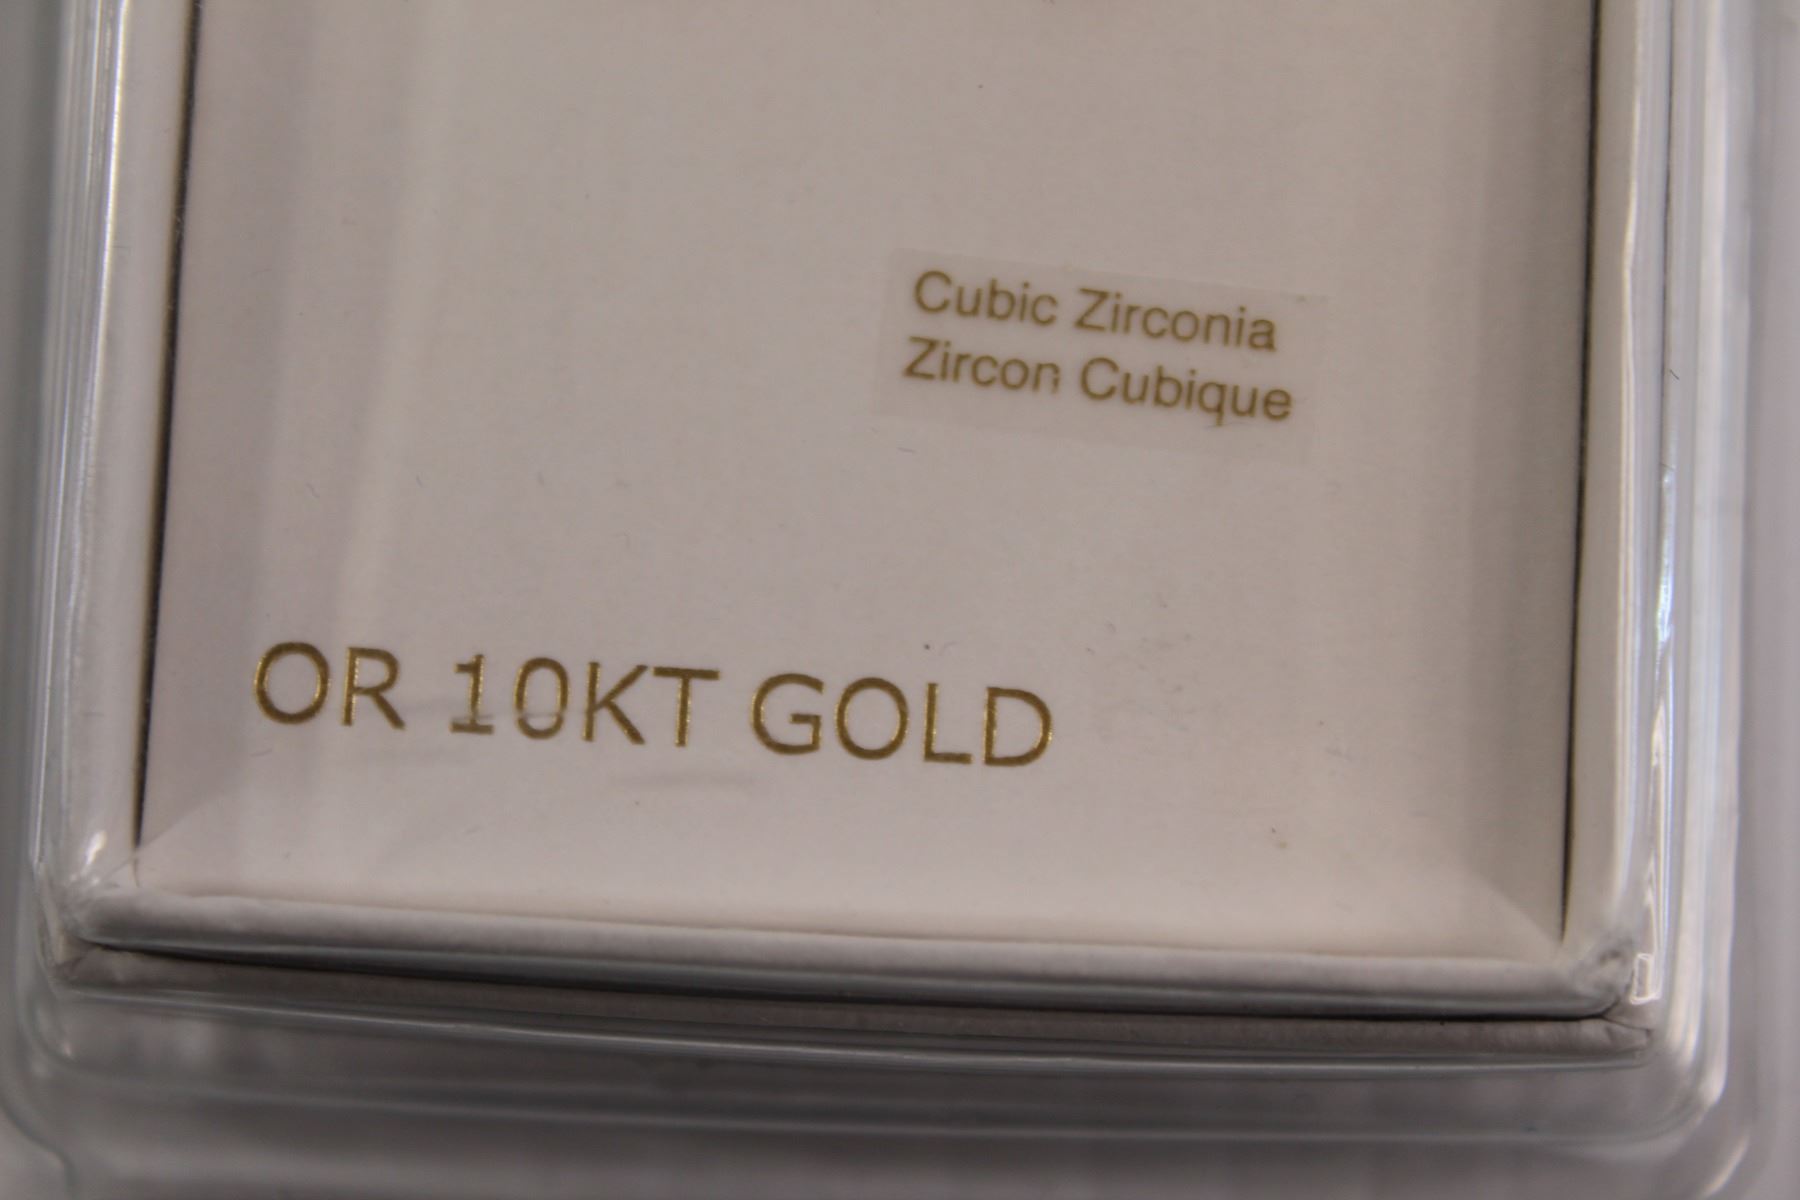 Cubic Zirconia
Zircon Cubique
OR 10KT GOLD